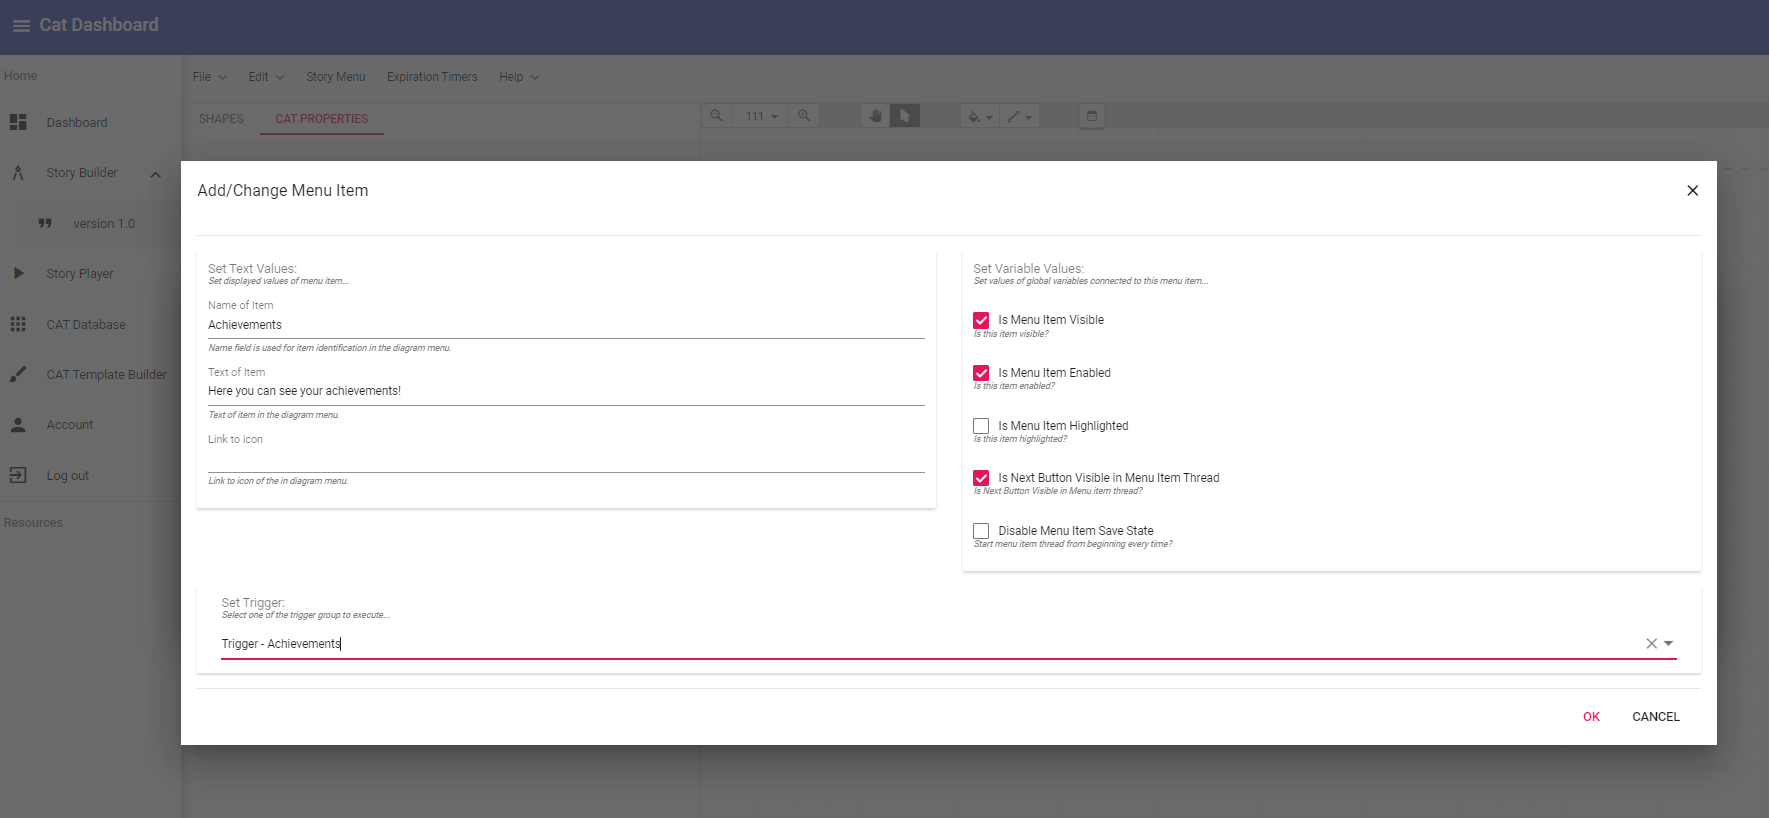 Cat Dashboard
Home
Dashboard
Story Builder
version 1.0
Story Player
CAT Database
CAT Template Builder
Account
Log out
Resources
File Edit Story Menu Expiration Timers Help
SHAPES CAT PROPERTIES
111
Add/Change Menu Item
Set Text Values:
Set displayed values of menu item...
Name of Item
Achievements
Name field is used for item identification in the diagram menu.
Text of Item
Here you can see your achievements!
Text of item in the diagram menu.
Link to icon
Link to icon of the in diagram menu.
Set Variable Values:
Set values of global variables connected to this menu item...
Is Menu Item Visible
Is this item visible?
Is Menu Item Enabled
Is this item enabled?
Is Menu Item Highlighted
Is this item highlighted?
Is Next Button Visible in Menu Item Thread
Is Next Button Visible in Menu item thread?
Disable Menu Item Save State
Start menu item thread from beginning every time?
Set Trigger:
Select one of the trigger group to execute...
Trigger - Achievements
OK CANCEL